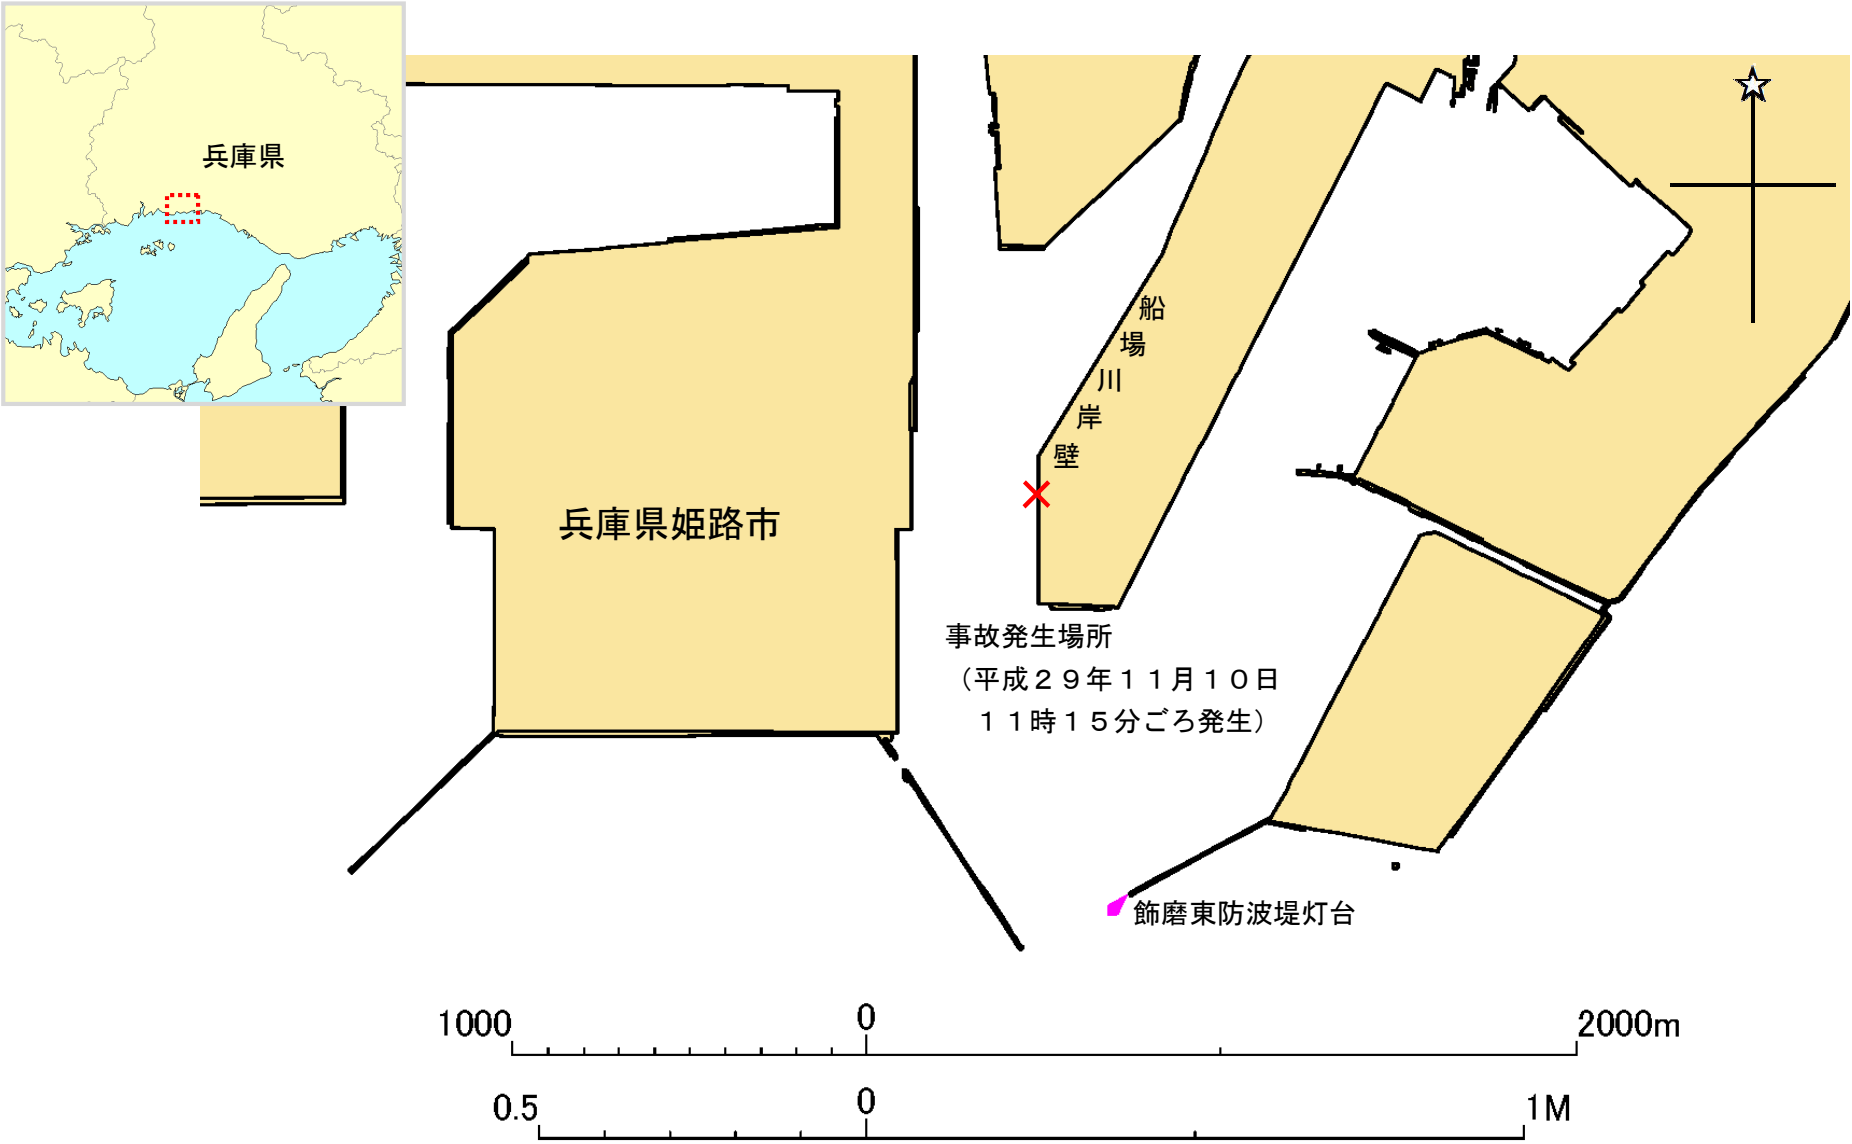 兵庫県
船場川岸壁
兵庫県姫路市
事故発生場所
（平成２９年１１月１０日
１１時１５分ごろ発生）
飾磨東防波堤灯台
1000 0 2000m
0.5 0 1M